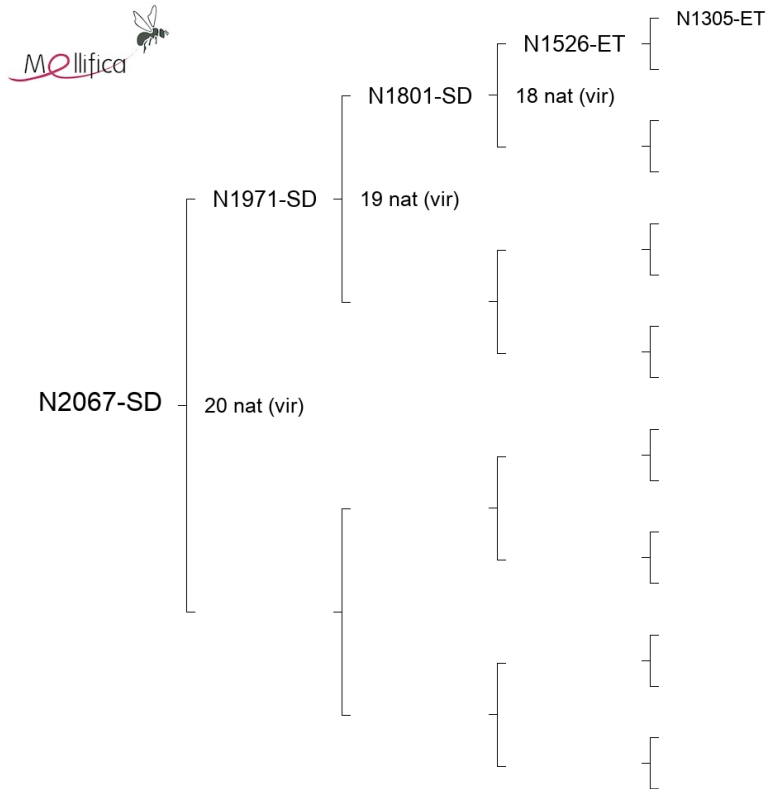 Mellifica
N1305-ET
N1526-ET
N1801-SD
18 nat (vir)
N1971-SD
19 nat (vir)
N2067-SD
20 nat (vir)